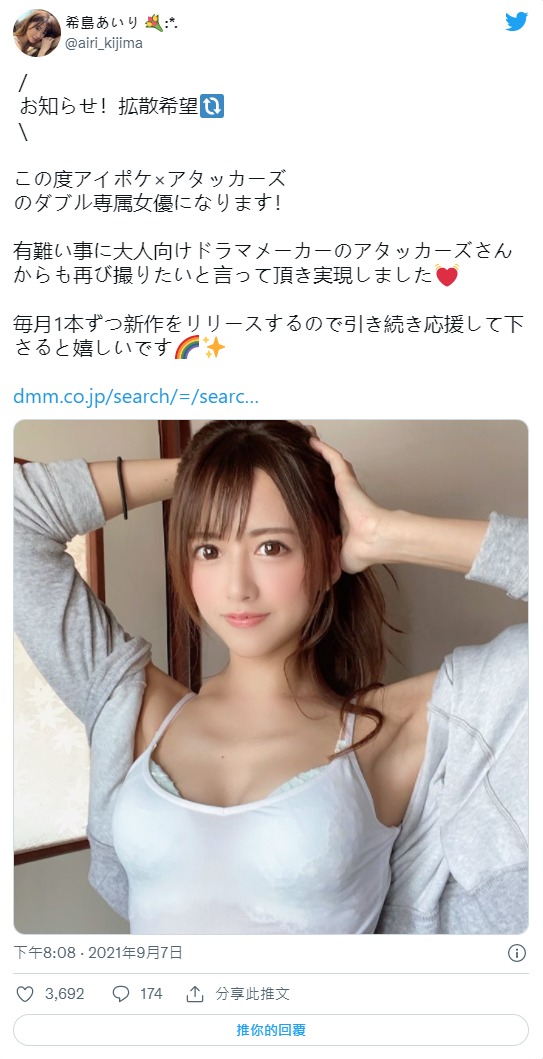 希島あいり 💐:*.
@airi_kijima
/
お知らせ！拡散希望🔃
\
この度アイポケ×アタッカーズ
のダブル専属女優になります！
有難い事に大人向けドラマメーカーのアタッカーズさん
からも再び撮りたいと言って頂き実現しました💓
毎月1本ずつ新作をリリースするので引き続き応援して下
さると嬉しいです🌈✨
dmm.co.jp/search/=/searc...
下午8:08 · 2021年9月7日
3,692 174 分享此推文
推你的回覆